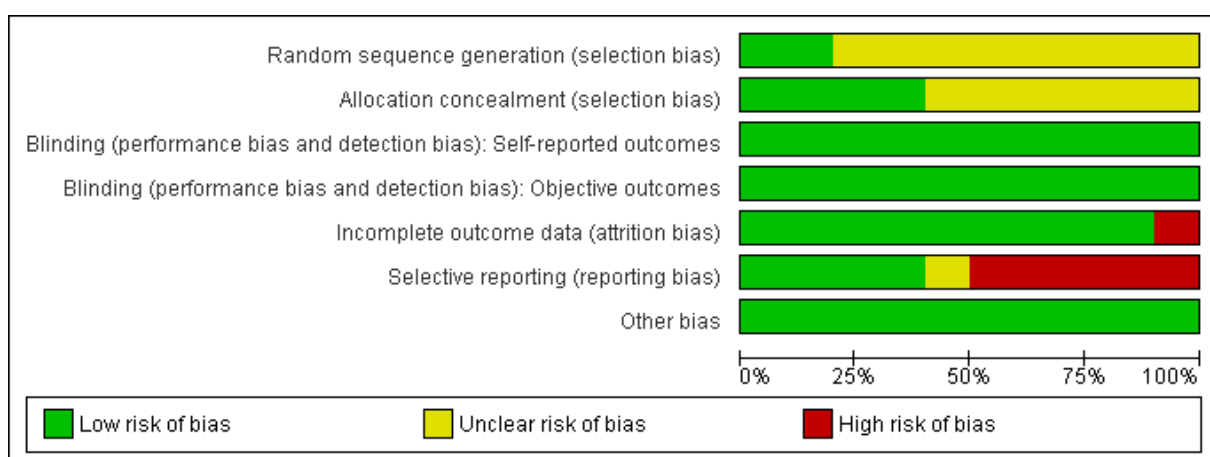 Random sequence generation (selection bias)
Allocation concealment (selection bias)
Blinding (performance bias and detection bias): Self-reported outcomes
Blinding (performance bias and detection bias): Objective outcomes
Incomplete outcome data (attrition bias)
Selective reporting (reporting bias)
Other bias
0% 25% 50% 75% 100%
Low risk of bias Unclear risk of bias High risk of bias